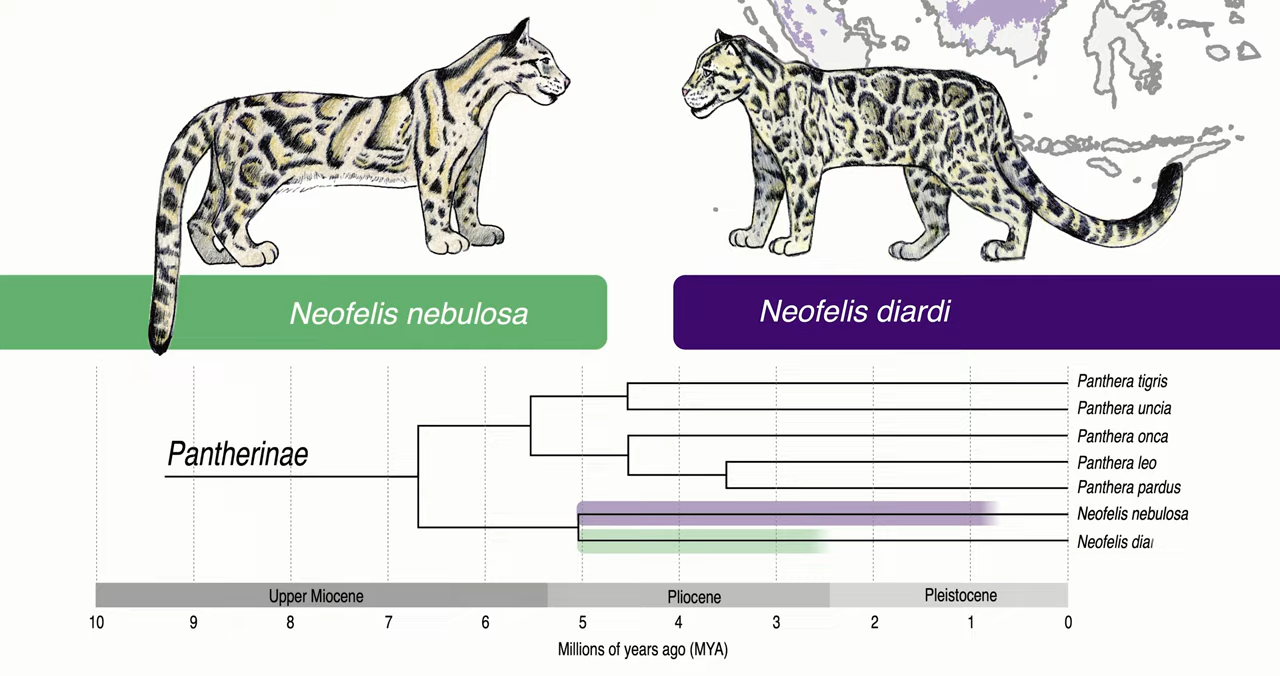 Neofelis nebulosa
Neofelis diardi
Panthera tigris
Panthera uncia
Panthera onca
Pantherinae
Panthera leo
Panthera pardus
Neofelis nebulosa
Neofelis
Upper Miocene
Pliocene
Pleistocene
10 9 8 7 6 5 4 3 2 1 0
Millions of years ago (MYA)